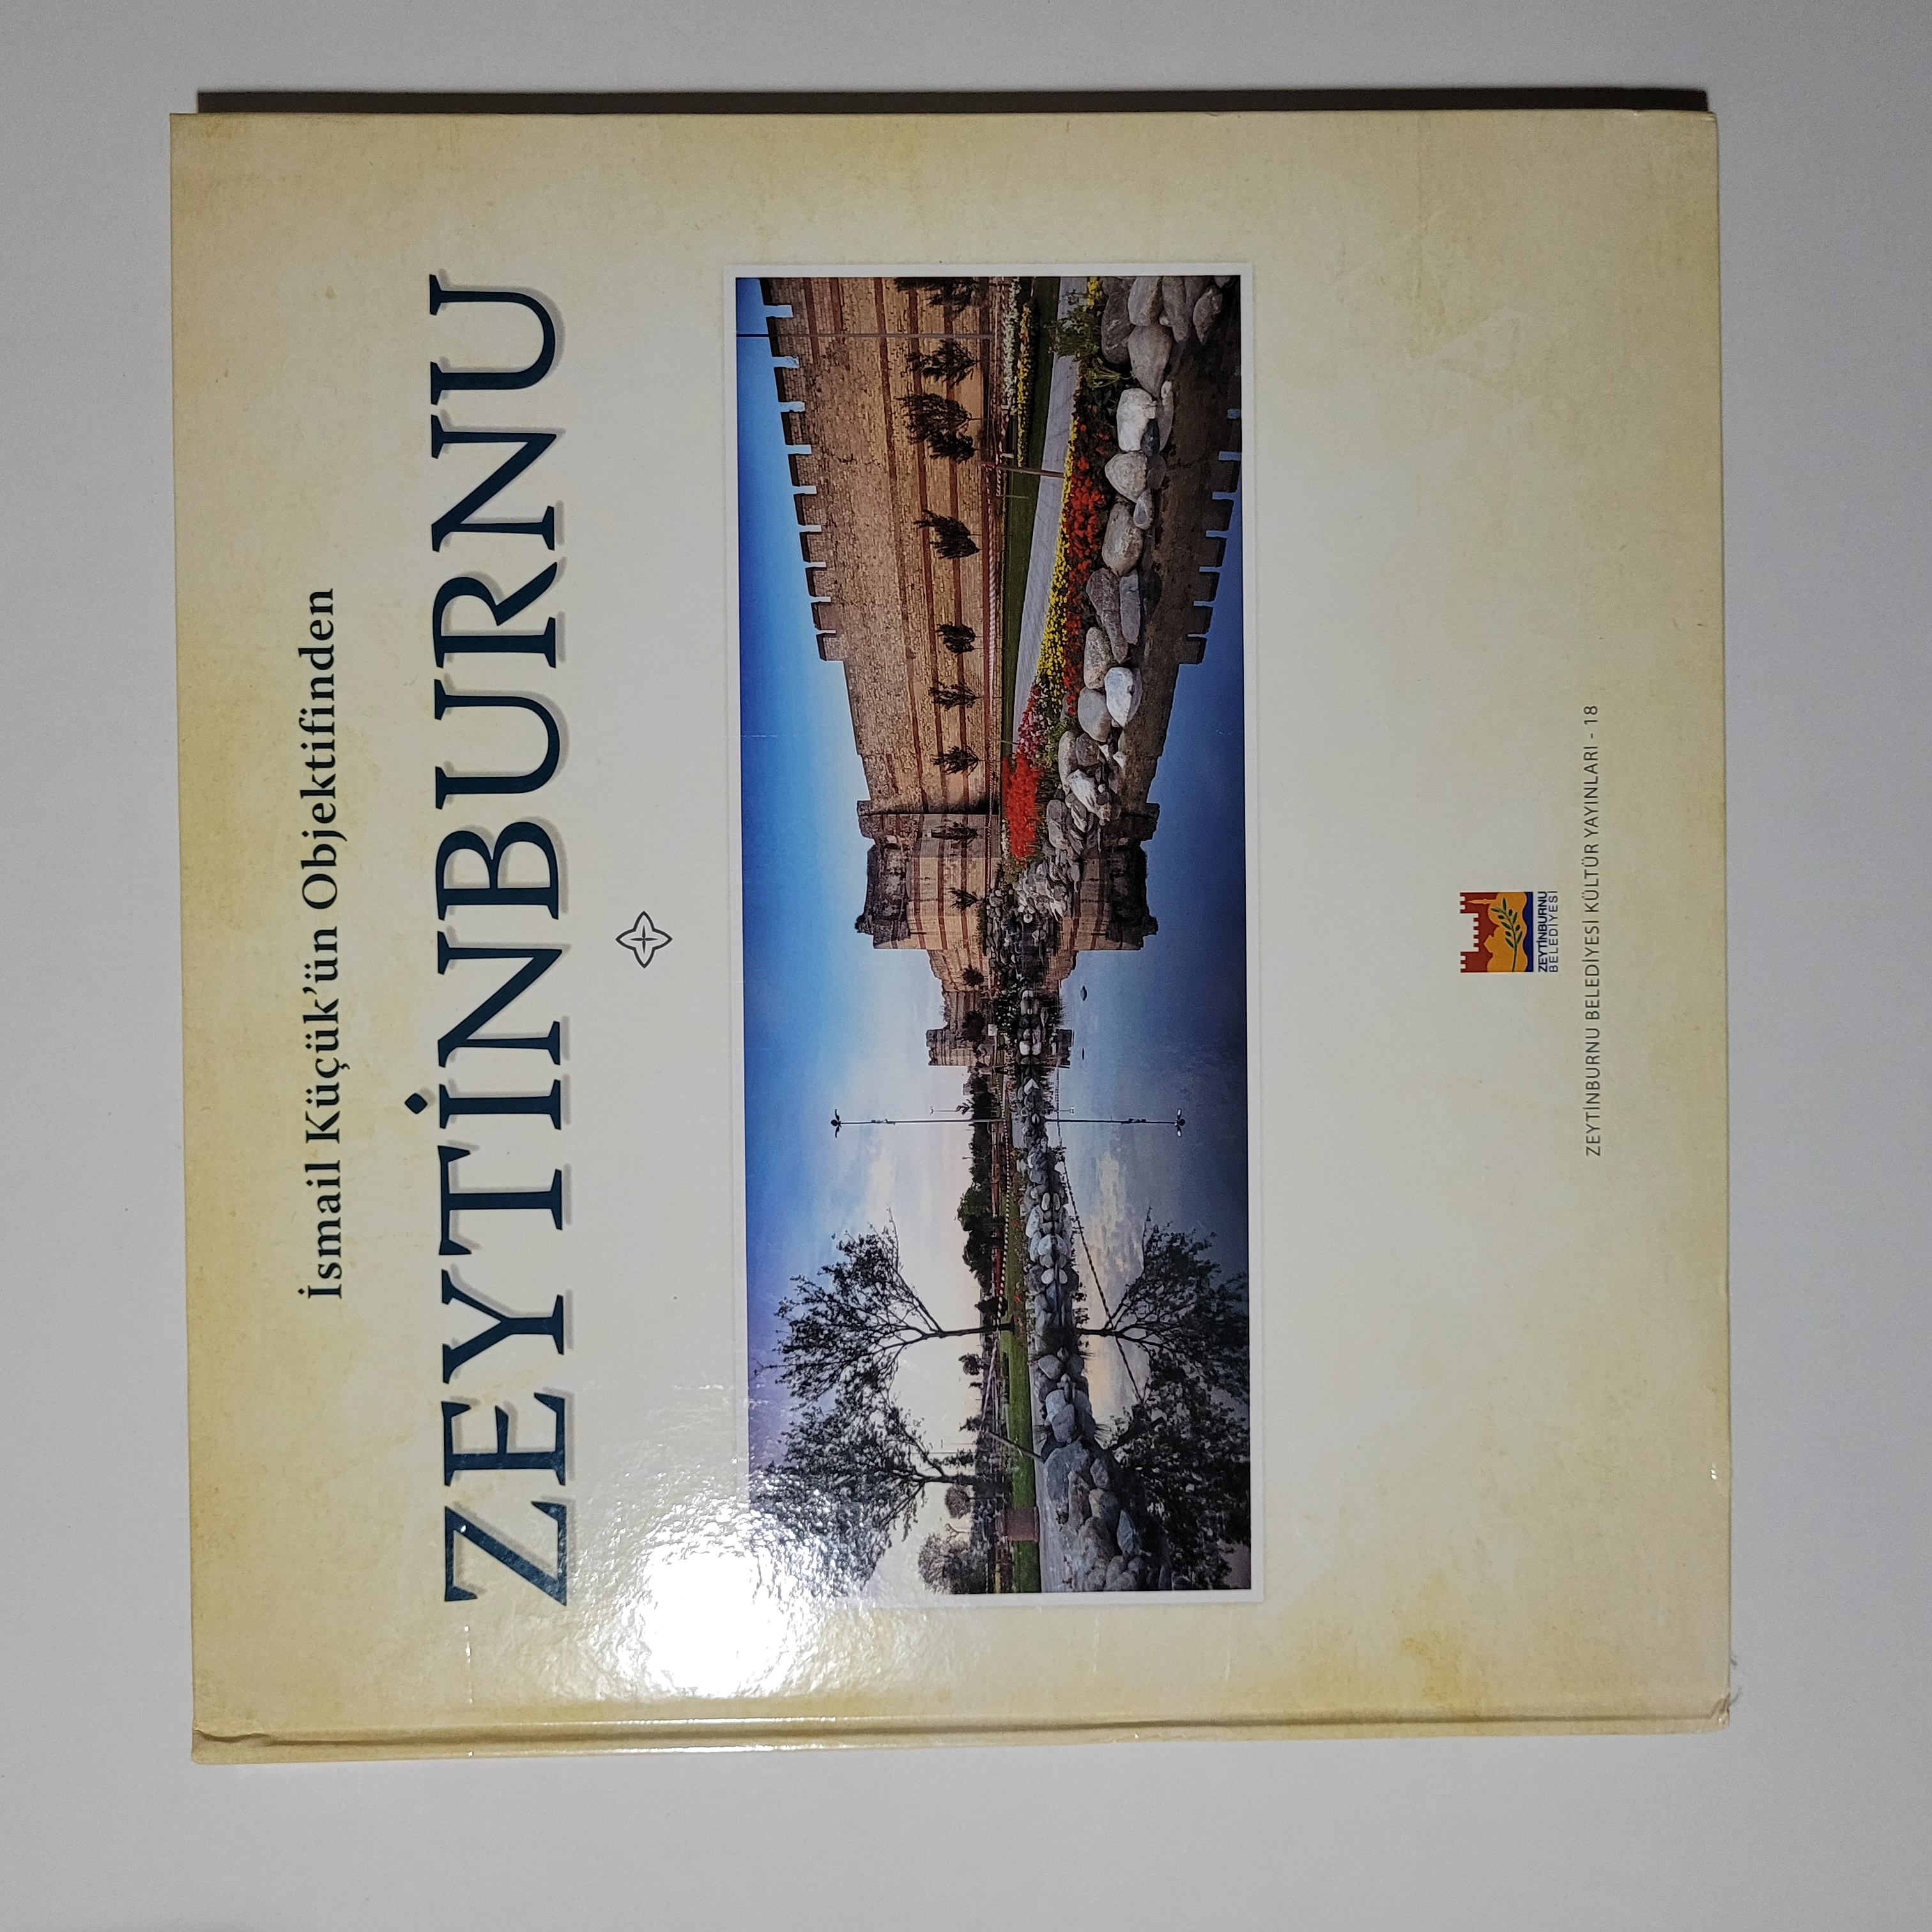 İsmail Küçük’ün Objektifinden
ZEYTİNBURNU
ZEYTİNBURNU
BELEDİYESİ
ZEYTİNBURNU BELEDİYESİ KÜLTÜR YAYINLARI - 18